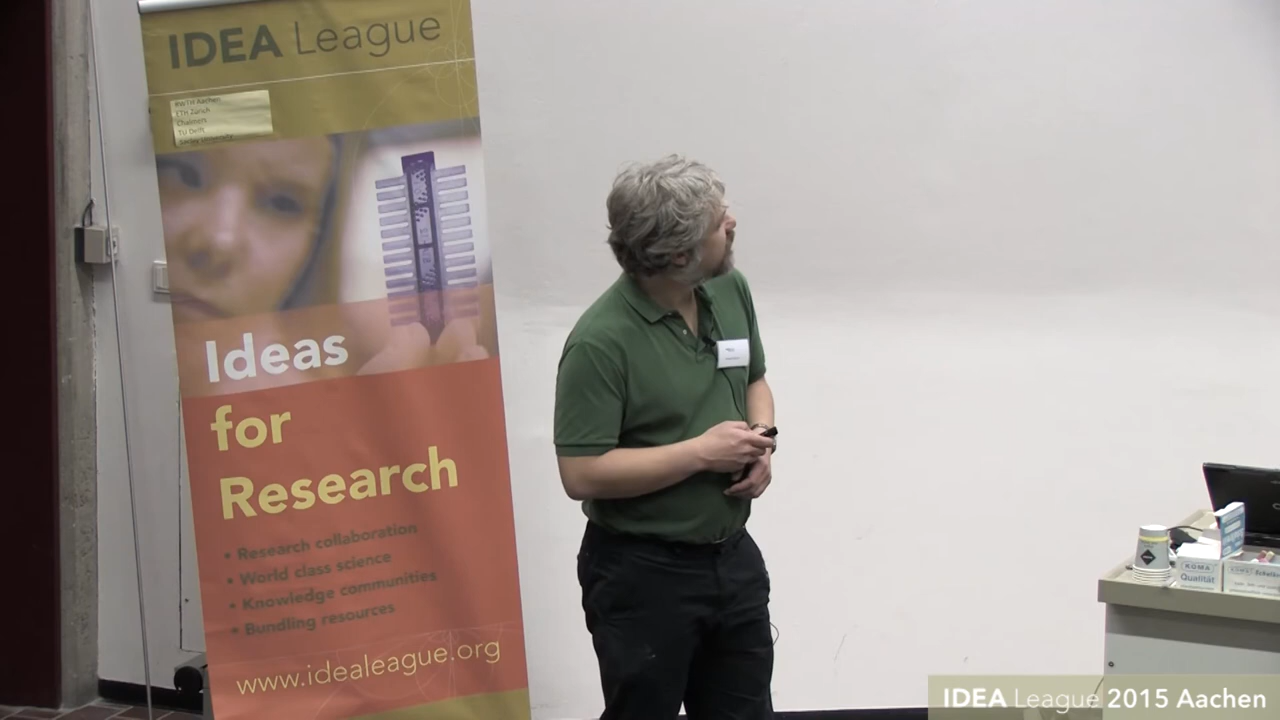 IDEA League
RWTH Aachen
ETH Zürich
Chalmers
TU Delft
Ideas
for
Research
• Research collaboration
• World class science
• Knowledge communities
• Bundling resources
www.idealeague.org
KOMA
Qualität
IDEA League 2015 Aachen